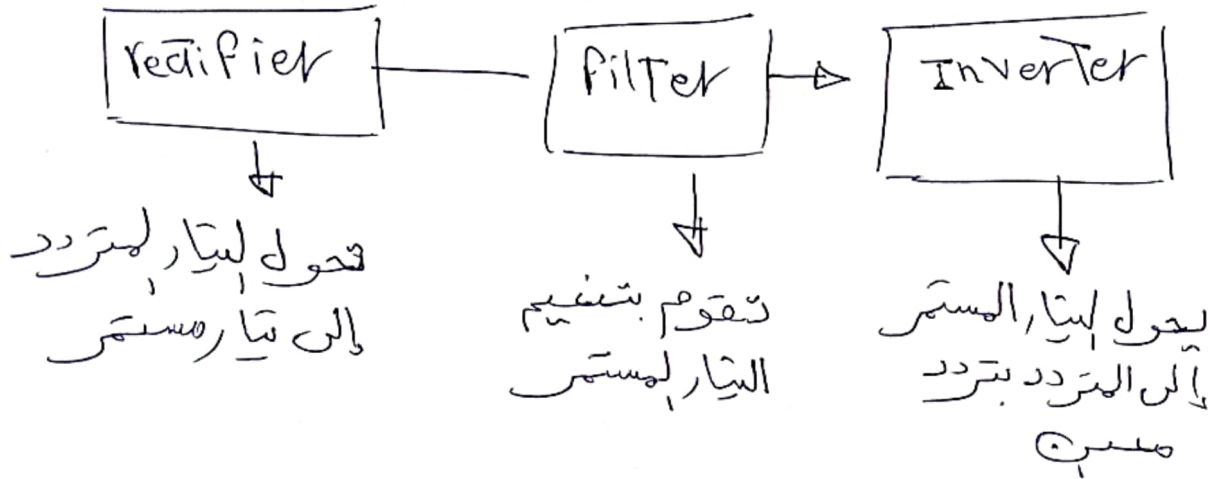 rectifier
filter
Inverter
تحول التيار المتردد
إلى تيار مستمر
تقوم بتنعيم
التيار المستمر
يحول التيار المستمر
إلى المتردد بتردد
معين